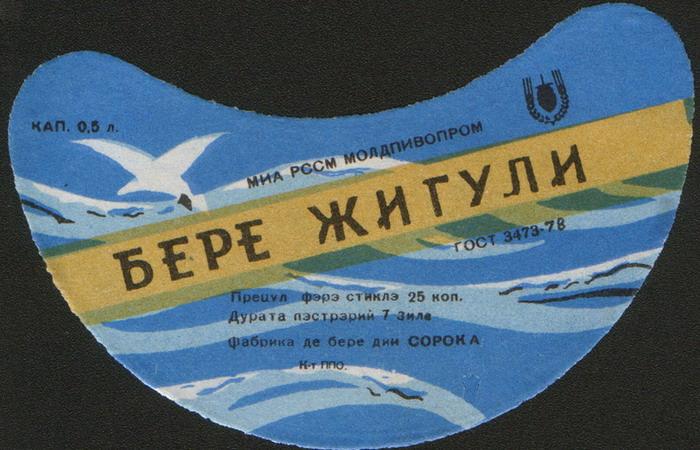 КАП. 0,5 л.
МИА РССМ МОЛДПИВОПРОМ
БЕРЕ ЖИГУЛИ
ГОСТ 3473-78
Прецул фэрэ стиклэ 25 коп.
Дурата пэстрэрий 7 зиле
Фабрика де бере дин СОРОКА
К-т ППО.